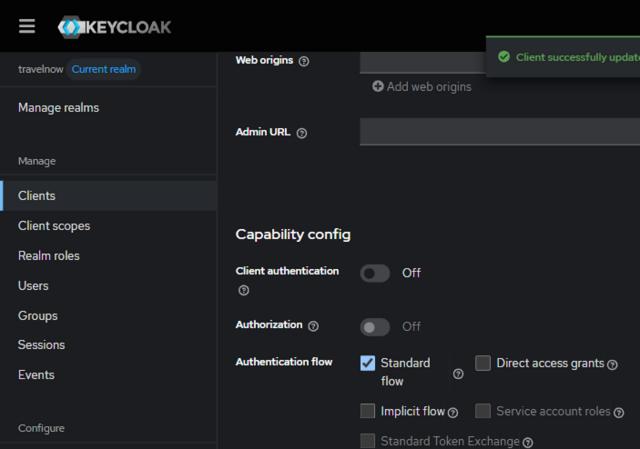 KEYCLOAK
travelnow Current realm
Manage realms
Manage
Clients
Client scopes
Realm roles
Users
Groups
Sessions
Events
Configure
Client successfully update
Web origins
Add web origins
Admin URL
Capability config
Client authentication
Off
Authorization
Off
Authentication flow
Standard
flow
Direct access grants
Implicit flow
Service account roles
Standard Token Exchange